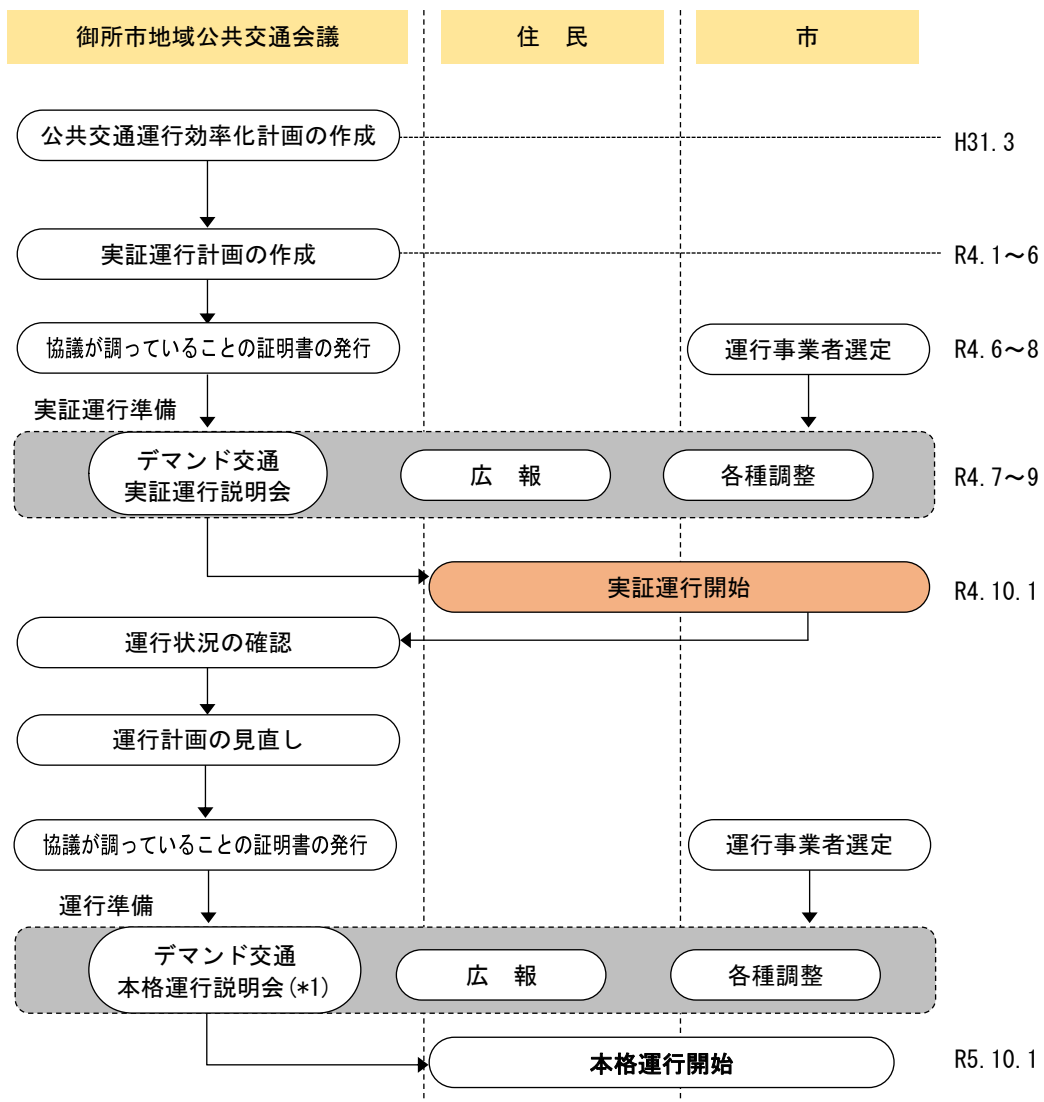 御所市地域公共交通会議
住　民
市
公共交通運行効率化計画の作成
H31.3
実証運行計画の作成
R4.1～6
協議が調っていることの証明書の発行
運行事業者選定
R4.6～8
実証運行準備
デマンド交通
実証運行説明会
広　報
各種調整
R4.7～9
実証運行開始
R4.10.1
運行状況の確認
運行計画の見直し
協議が調っていることの証明書の発行
運行事業者選定
運行準備
デマンド交通
本格運行説明会(*1)
広　報
各種調整
本格運行開始
R5.10.1